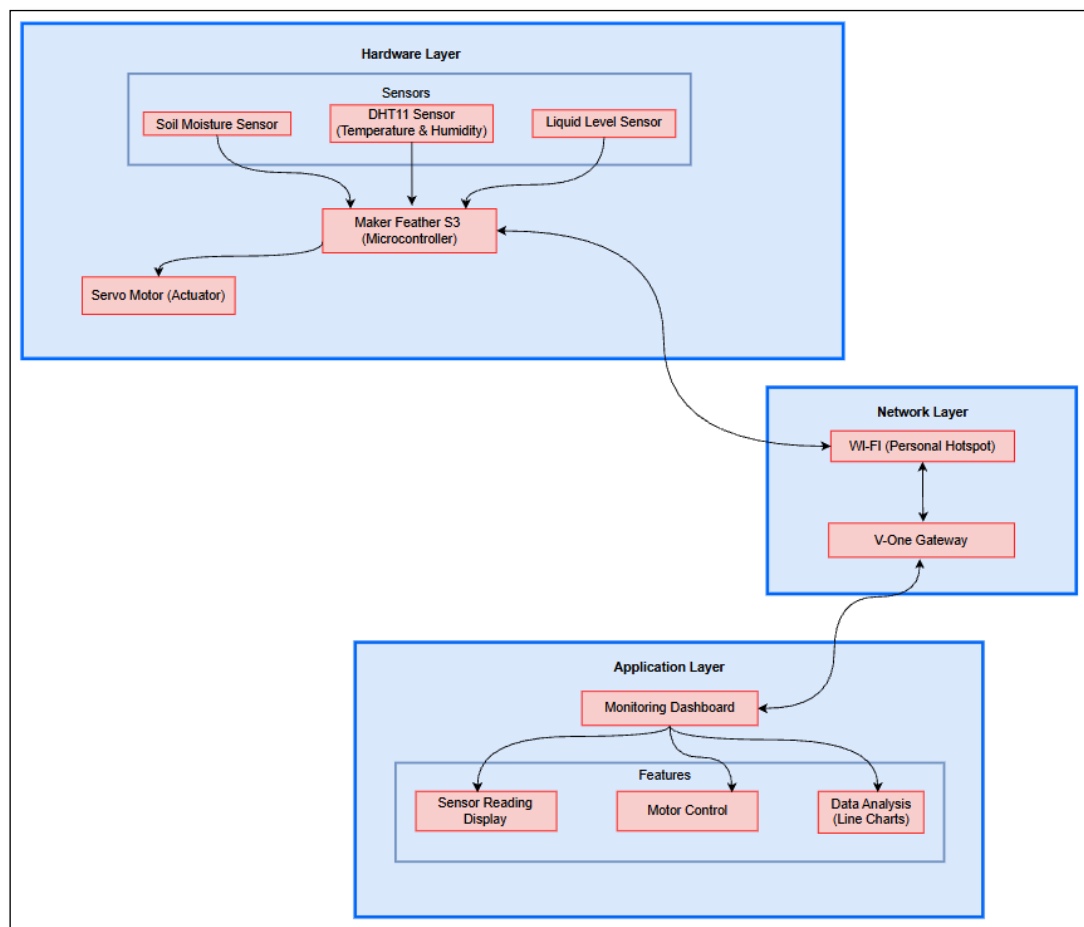 Hardware Layer
Sensors
Soil Moisture Sensor
DHT11 Sensor
(Temperature & Humidity)
Liquid Level Sensor
Maker Feather S3
(Microcontroller)
Servo Motor (Actuator)
Network Layer
WI-FI (Personal Hotspot)
V-One Gateway
Application Layer
Monitoring Dashboard
Features
Sensor Reading
Display
Motor Control
Data Analysis
(Line Charts)